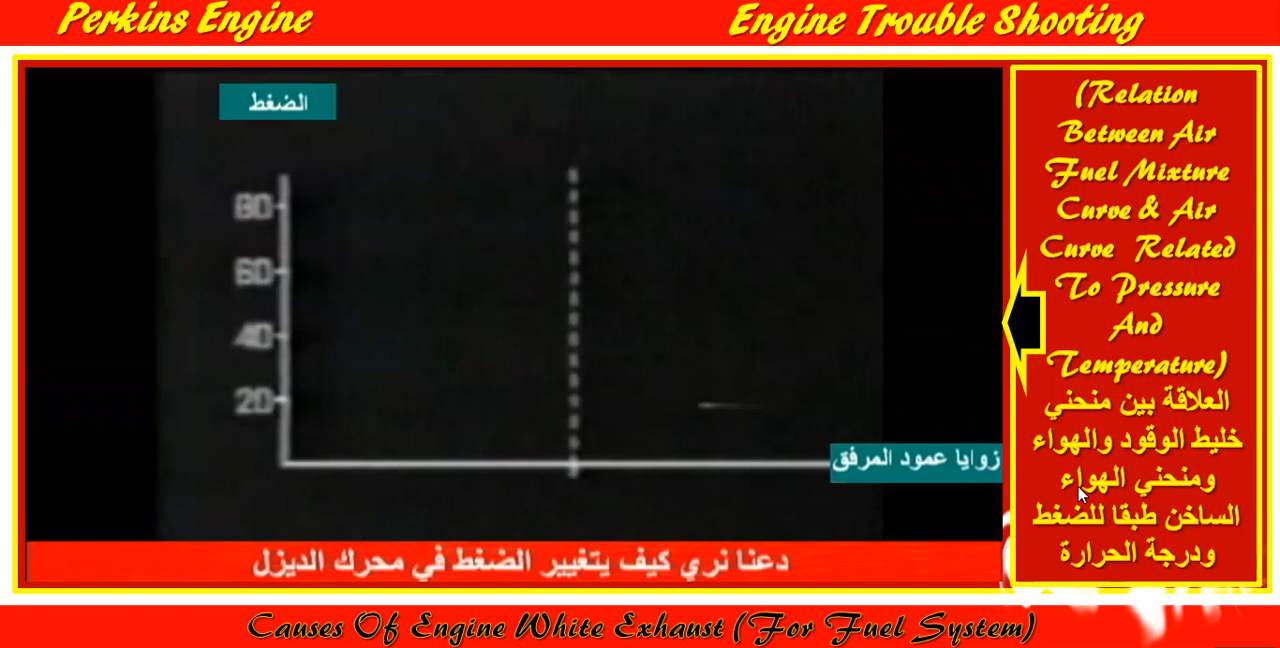 Perkins Engine
Engine Trouble Shooting
الضغط
80
60
40
20
زوايا عمود المرفق
دعنا نري كيف يتغيير الضغط في محرك الديزل
(Relation
Between Air
Fuel Mixture
Curve & Air
Curve Related
To Pressure
And
Temperature)
العلاقة بين منحني
خليط الوقود والهواء
ومنحني الهواء
الساخن طبقا للضغط
ودرجة الحرارة
Causes Of Engine White Exhaust (For Fuel System)